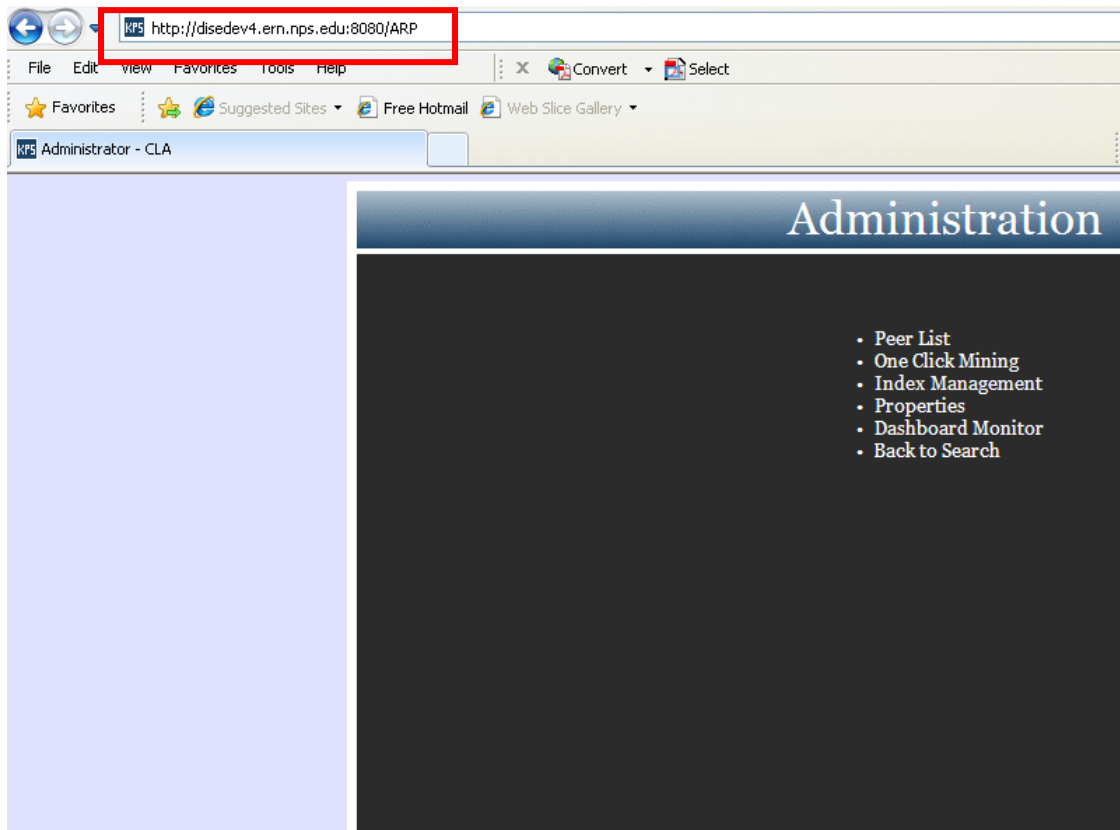 KPS http://disedev4.ern.nps.edu:8080/ARP
File Edit View Favorites Tools Help X Convert Select
Favorites Suggested Sites Free Hotmail Web Slice Gallery
KPS Administrator - CLA
Administration
• Peer List
• One Click Mining
• Index Management
• Properties
• Dashboard Monitor
• Back to Search